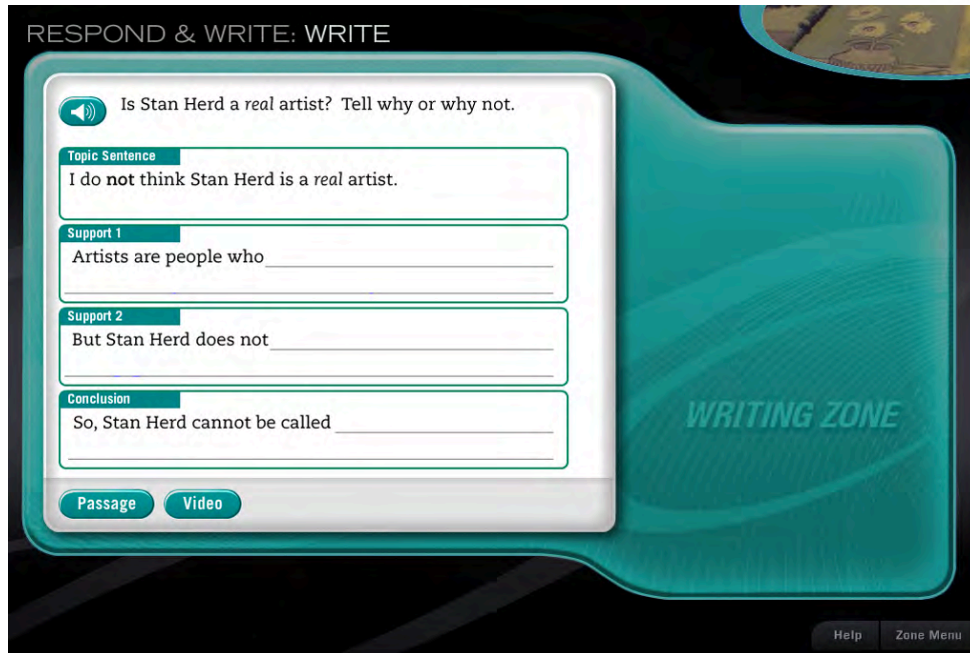 RESPOND & WRITE: WRITE
Is Stan Herd a real artist? Tell why or why not.
Topic Sentence
I do not think Stan Herd is a real artist.
Support 1
Artists are people who
Support 2
But Stan Herd does not
Conclusion
So, Stan Herd cannot be called
WRITING ZONE
Passage
Video
Help
Zone Menu